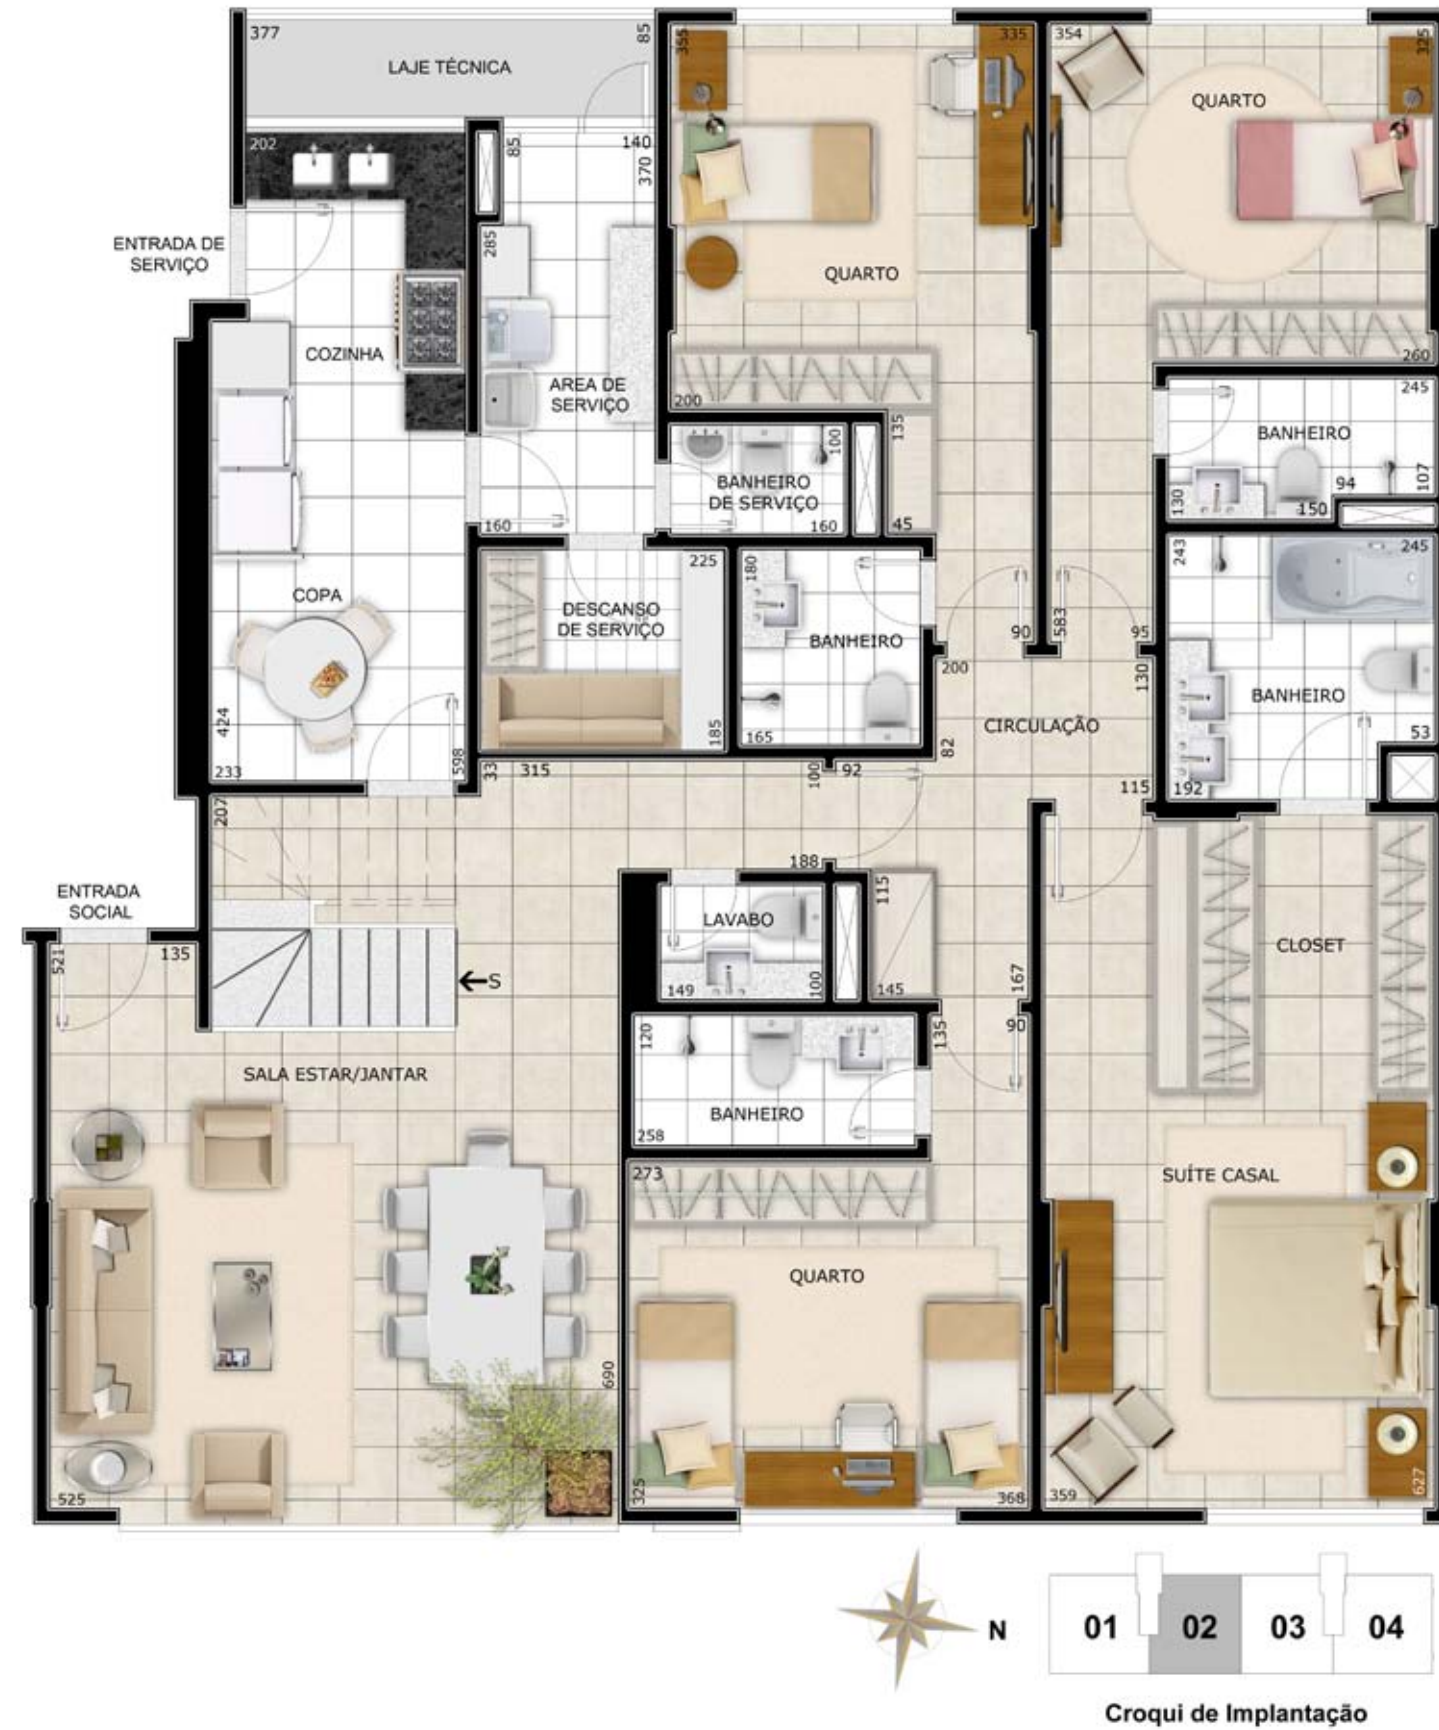 377
85
LAJE TÉCNICA
355
335
354
325
QUARTO
202
85
140
370
ENTRADA DE
SERVIÇO
285
QUARTO
COZINHA
AREA DE
SERVIÇO
200
135
260
245
BANHEIRO
100
BANHEIRO
DE SERVIÇO
160
160
45
130
150
94
107
225
180
243
245
COPA
DESCANSO
DE SERVIÇO
BANHEIRO
90
583
95
200
130
BANHEIRO
424
233
598
185
165
82
CIRCULAÇÃO
53
33
315
100
92
115
192
207
188
ENTRADA
SOCIAL
115
LAVABO
521
135
CLOSET
S
149
100
145
167
120
135
90
SALA ESTAR/JANTAR
BANHEIRO
258
273
SUÍTE CASAL
QUARTO
690
525
325
368
359
627
N
01
02
03
04
Croqui de Implantação